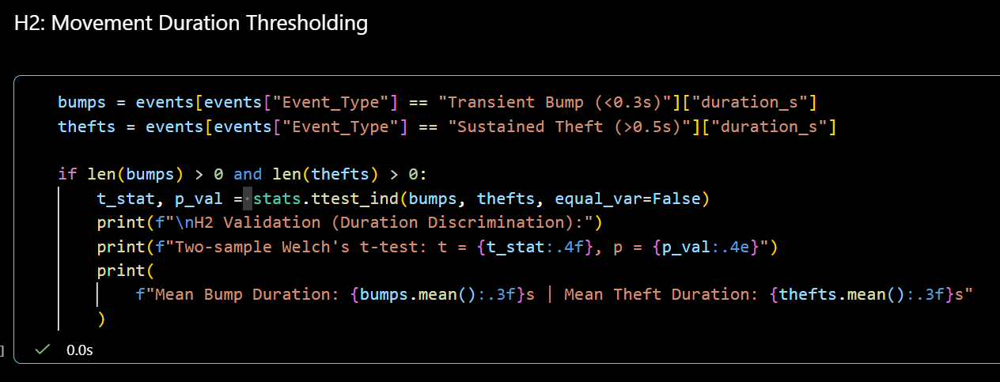 H2: Movement Duration Thresholding
bumps = events[events["Event_Type"] == "Transient Bump (<0.3s)"]["duration_s"]
thefts = events[events["Event_Type"] == "Sustained Theft (>0.5s)"]["duration_s"]
if len(bumps) > 0 and len(thefts) > 0:
t_stat, p_val = stats.ttest_ind(bumps, thefts, equal_var=False)
print(f"\nH2 Validation (Duration Discrimination):")
print(f"Two-sample Welch's t-test: t = {t_stat:.4f}, p = {p_val:.4e}")
print(
f"Mean Bump Duration: {bumps.mean():.3f}s | Mean Theft Duration: {thefts.mean():.3f}s"
)
] ✓ 0.0s